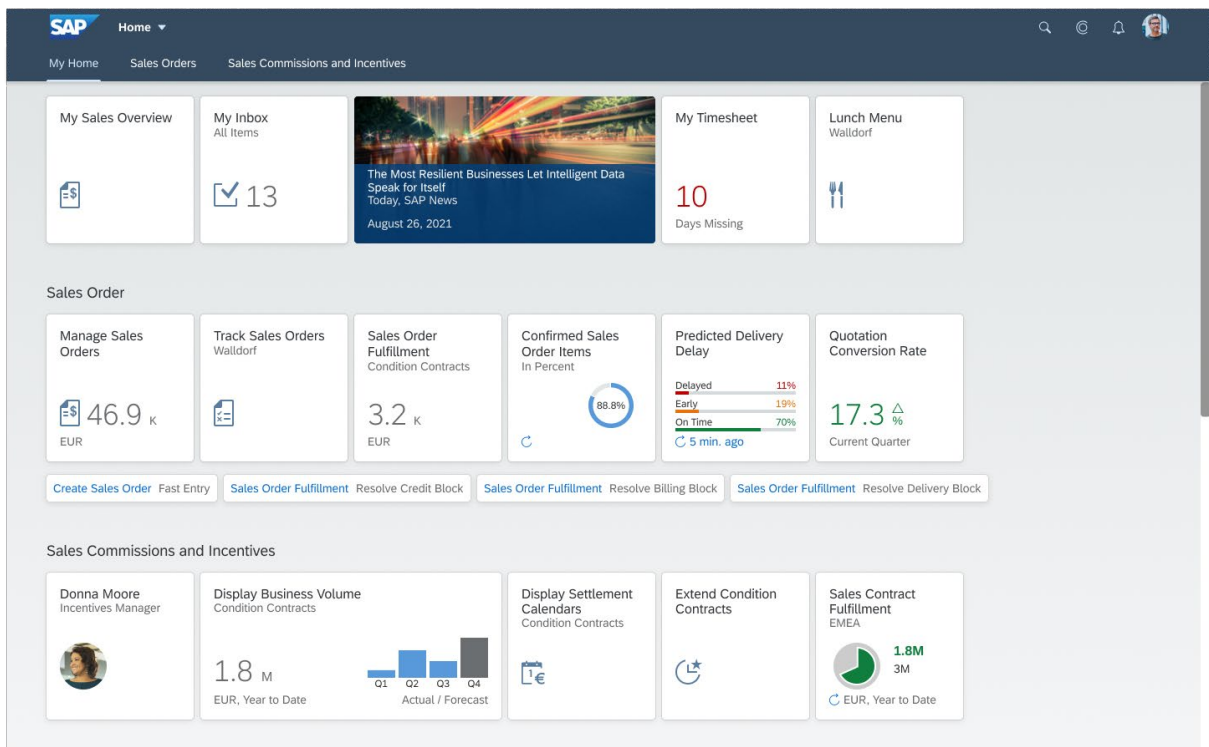 SAP
Home
My Home
Sales Orders
Sales Commissions and Incentives
My Sales Overview
My Inbox
All Items
13
The Most Resilient Businesses Let Intelligent Data
Speak for Itself
Today, SAP News
August 26, 2021
My Timesheet
10
Days Missing
Lunch Menu
Walldorf
Sales Order
Manage Sales
Orders
46.9 K
EUR
Track Sales Orders
Walldorf
Sales Order
Fulfillment
Condition Contracts
3.2 K
EUR
Confirmed Sales
Order Items
In Percent
88.8%
Predicted Delivery
Delay
Delayed 11%
Early 19%
On Time 70%
5 min. ago
Quotation
Conversion Rate
17.3 %
Current Quarter
Create Sales Order Fast Entry
Sales Order Fulfillment Resolve Credit Block
Sales Order Fulfillment Resolve Billing Block
Sales Order Fulfillment Resolve Delivery Block
Sales Commissions and Incentives
Donna Moore
Incentives Manager
Display Business Volume
Condition Contracts
1.8 M
EUR, Year to Date
Q1 Q2 Q3 Q4
Actual / Forecast
Display Settlement
Calendars
Condition Contracts
1 €
Extend Condition
Contracts
Sales Contract
Fulfillment
EMEA
1.8M
3M
EUR, Year to Date